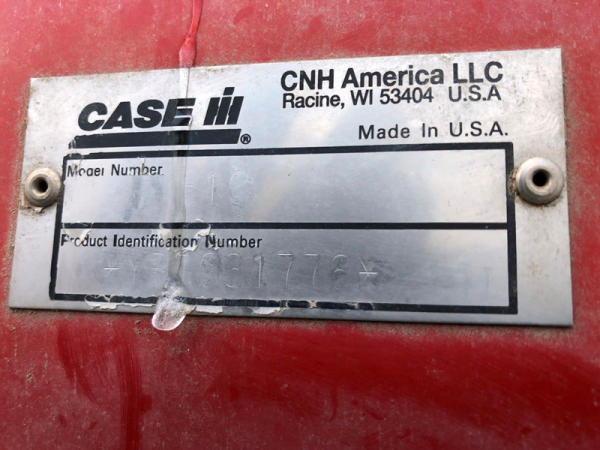 CASE IH®
CNH America LLC
Racine, WI 53404 U.S.A
Made In U.S.A.
Model Number
Product Identification Number